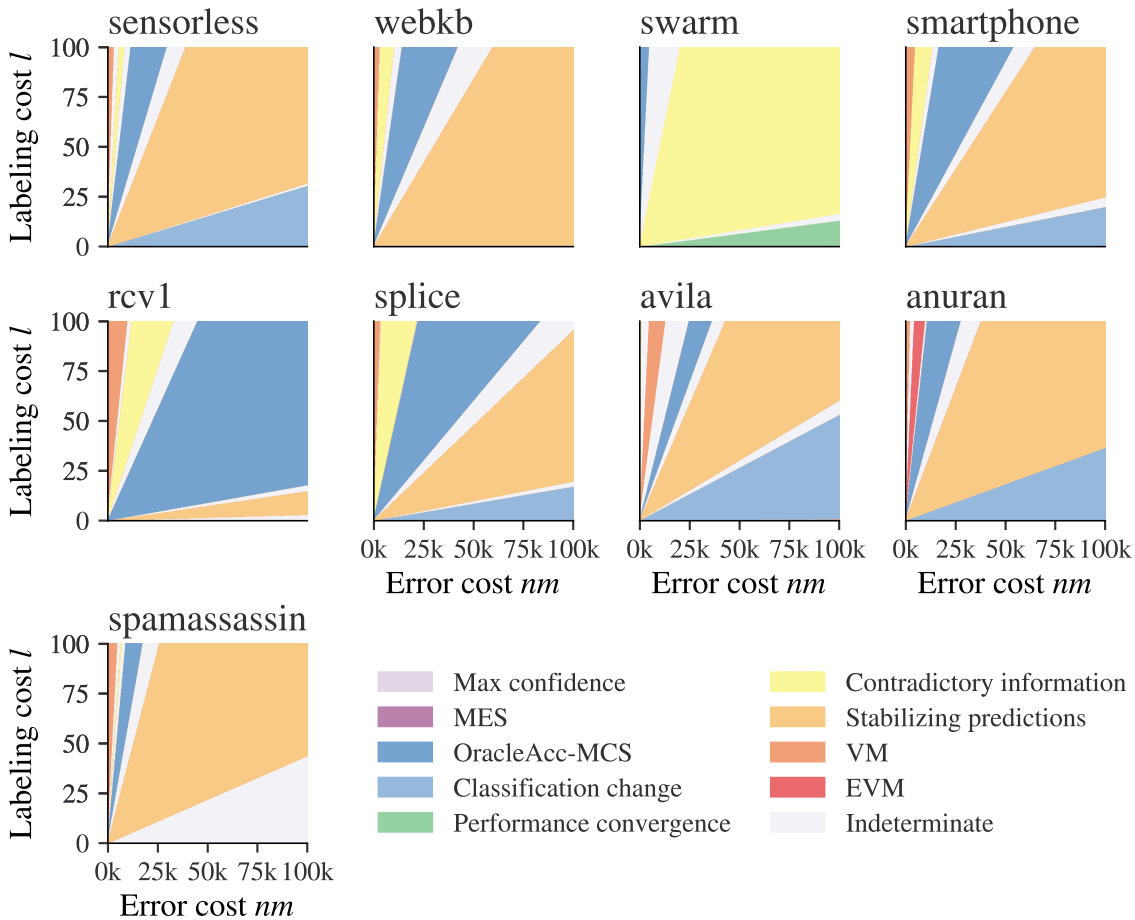 sensorless
webkb
swarm
smartphone
Labeling cost l
100
75
50
25
0
rcv1
splice
avila
anuran
Labeling cost l
100
75
50
25
0
0k 25k 50k 75k 100k
0k 25k 50k 75k 100k
0k 25k 50k 75k 100k
Error cost nm
Error cost nm
Error cost nm
spamassassin
Labeling cost l
100
75
50
25
0
0k 25k 50k 75k 100k
Error cost nm
Max confidence
MES
OracleAcc-MCS
Classification change
Performance convergence
Contradictory information
Stabilizing predictions
VM
EVM
Indeterminate